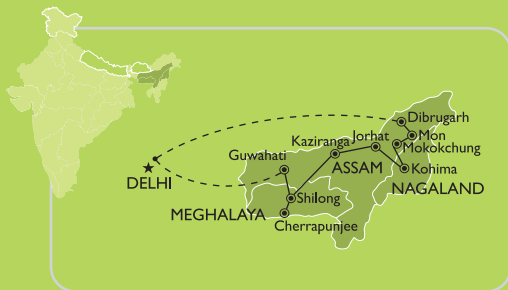 Dibrugarh
Mon
Mokokchung
Kaziranga
Jorhat
Guwahati
ASSAM
Kohima
DELHI
NAGALAND
Shilong
MEGHALAYA
Cherrapunjee